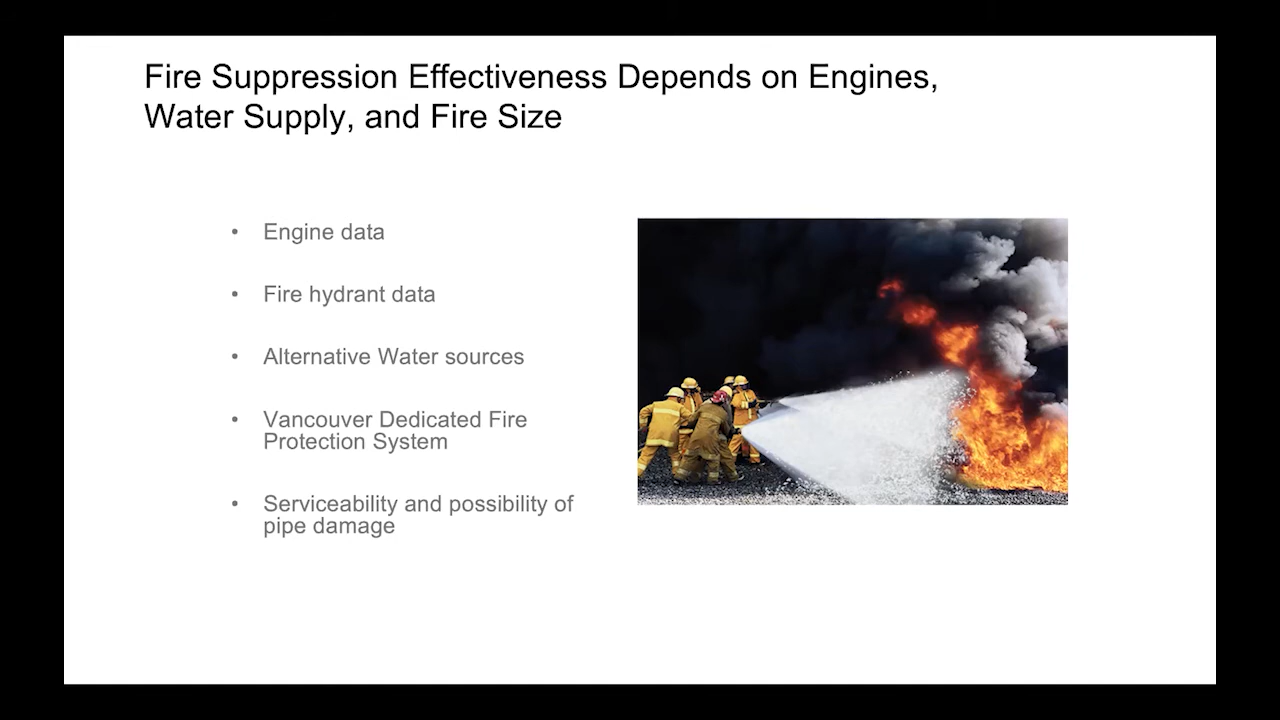 Fire Suppression Effectiveness Depends on Engines,
Water Supply, and Fire Size
• Engine data
• Fire hydrant data
• Alternative Water sources
• Vancouver Dedicated Fire
Protection System
• Serviceability and possibility of
pipe damage